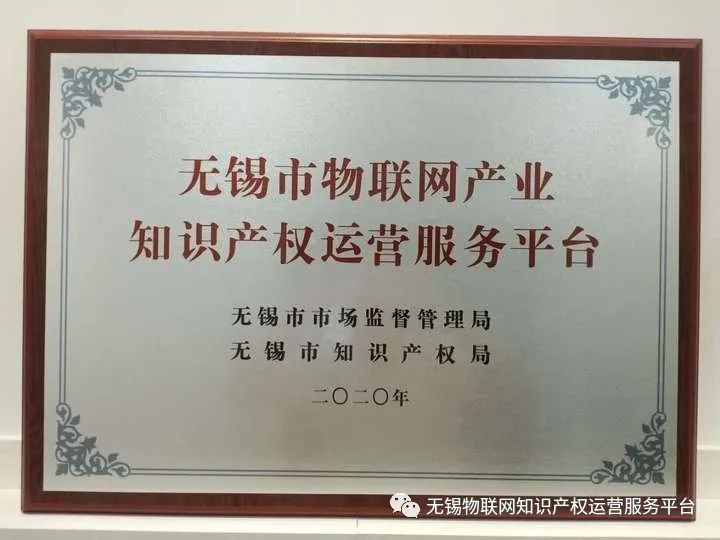 无锡市物联网产业
知识产权运营服务平台
无锡市市场监督管理局
无锡市知识产权局
二〇二〇年
无锡物联网知识产权运营服务平台